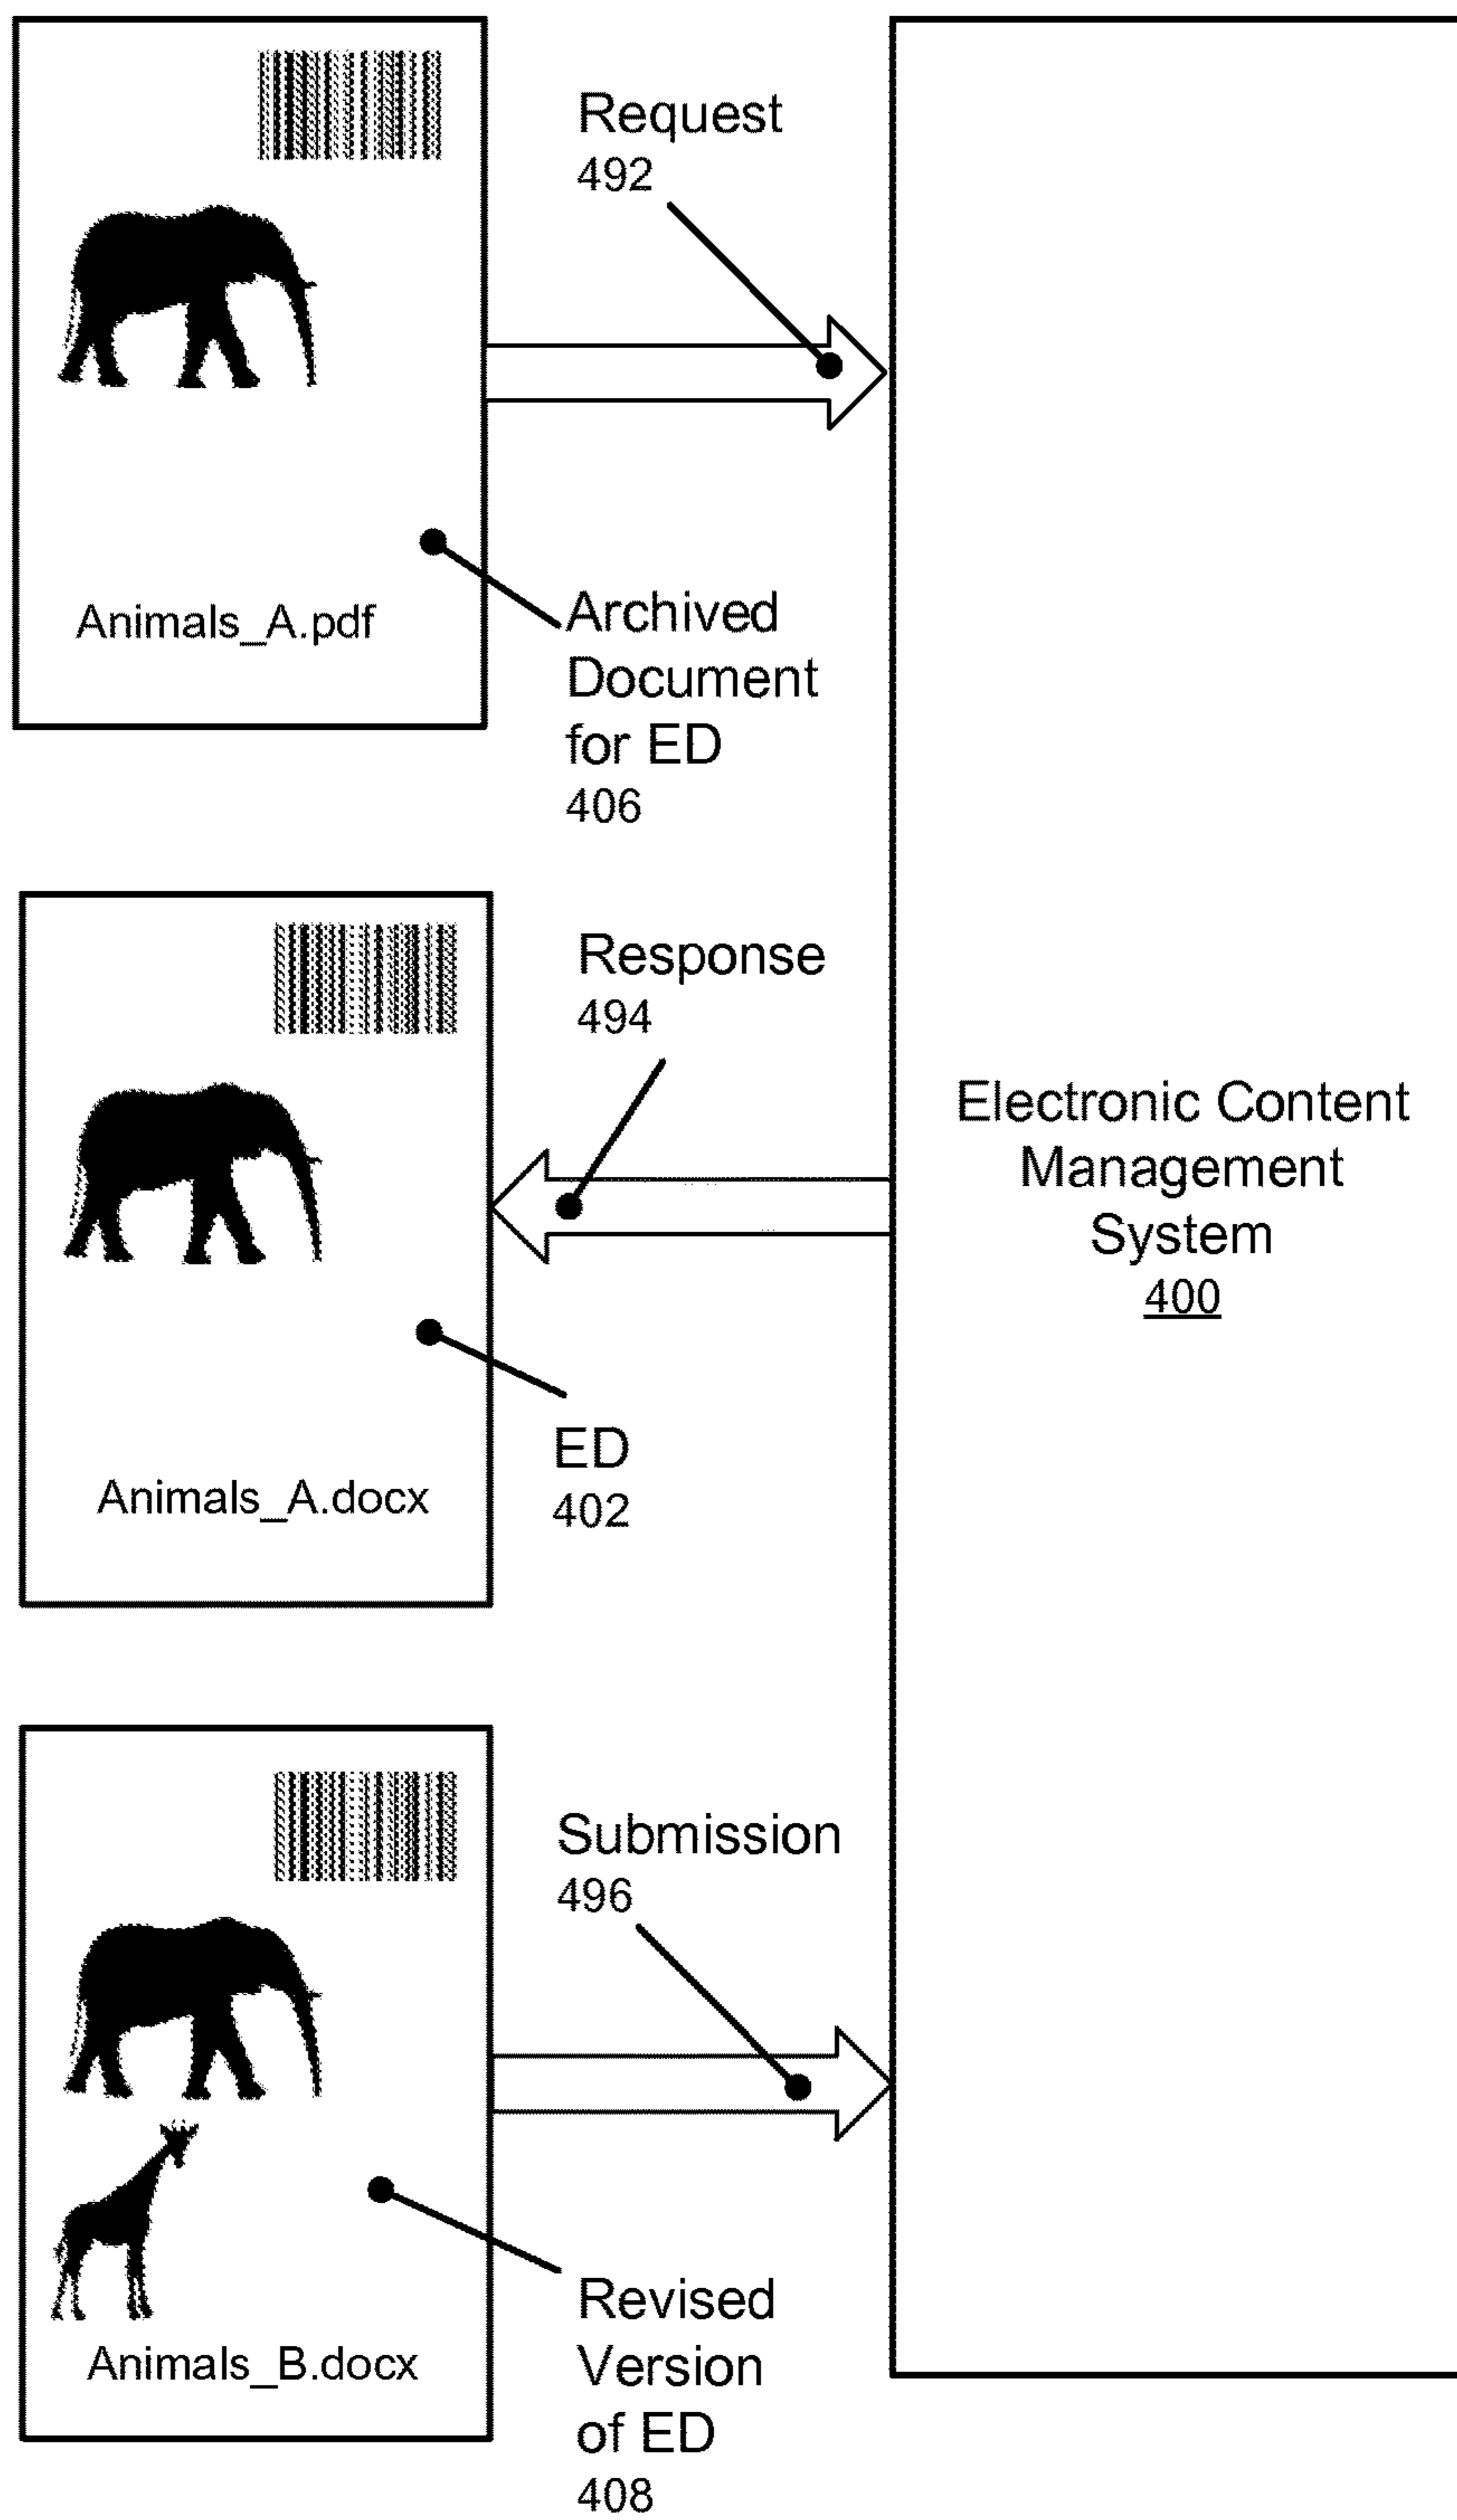 Request
492
Animals_A.pdf
Archived
Document
for ED
406
Response
494
Electronic Content
Management
System
400
ED
402
Animals_A.docx
Submission
496
Animals_B.docx
Revised
Version
of ED
408